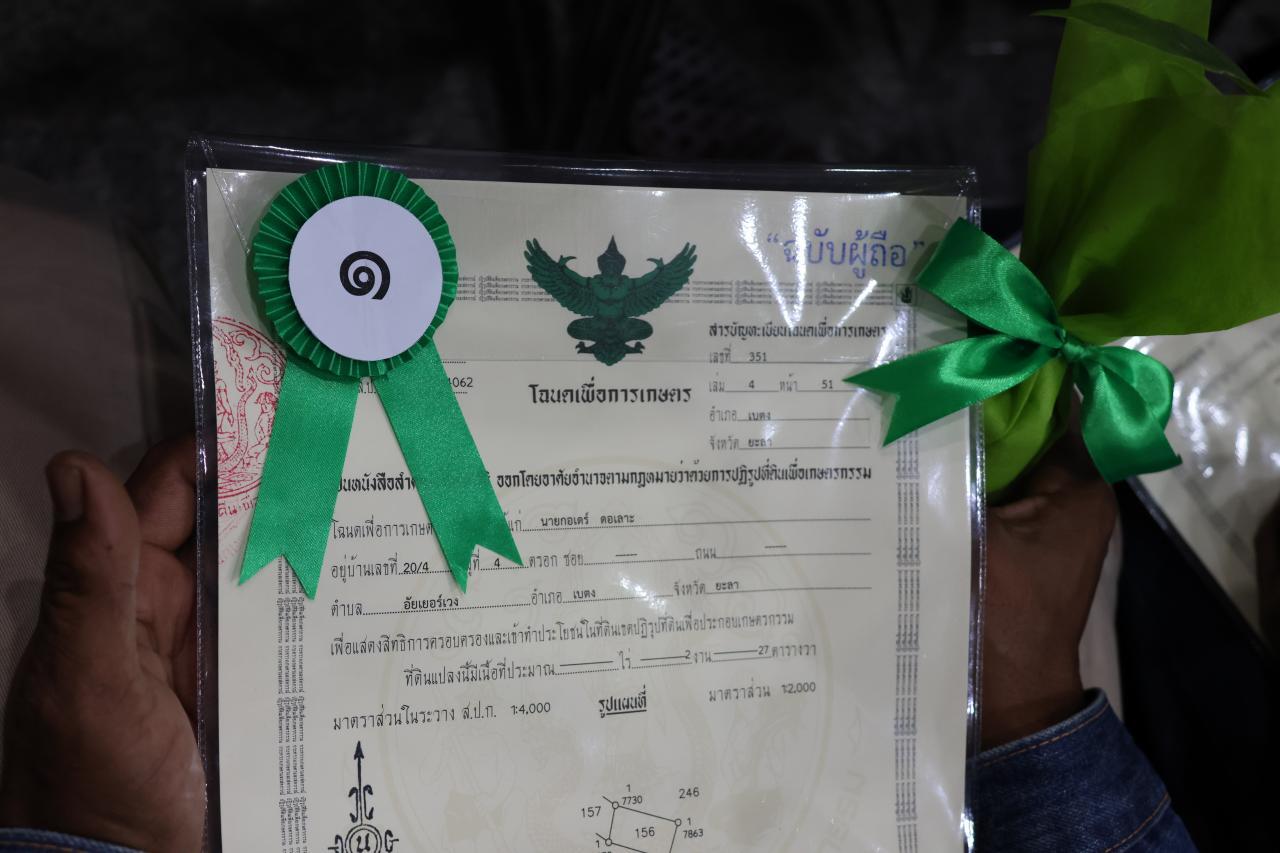 ๑
“ฉบับผู้ถือ”
สารบัญทะเบียนโฉนดเพื่อการเกษตร
เลขที่ 351
4062
โฉนดเพื่อการเกษตร
เล่ม 4 หน้า 51
อำเภอ เบตง
จังหวัด ยะลา
ออกโดยอาศัยอำนาจตามกฎหมายว่าด้วยการปฏิรูปที่ดินเพื่อเกษตรกรรม
โฉนดเพื่อการเกษ
อยู่บ้านเลขที่ 20/4 4 ตรอก ซอย ถนน
ตำบล อัยเยอร์เวง อำเภอ เบตง จังหวัด ยะลา
เพื่อแสดงสิทธิการครอบครองและเข้าทำประโยชน์ในที่ดินเขตปฏิรูปที่ดินเพื่อประกอบเกษตรกรรม
ที่ดินแปลงนี้มีเนื้อที่ประมาณ ไร่ 2 งาน 27 ตารางวา
มาตราส่วนในระวาง ส.ป.ก. 1:4,000 รูปแผนที่ มาตราส่วน 1:2,000
น
1
7730
246
157
156
1
7863
1